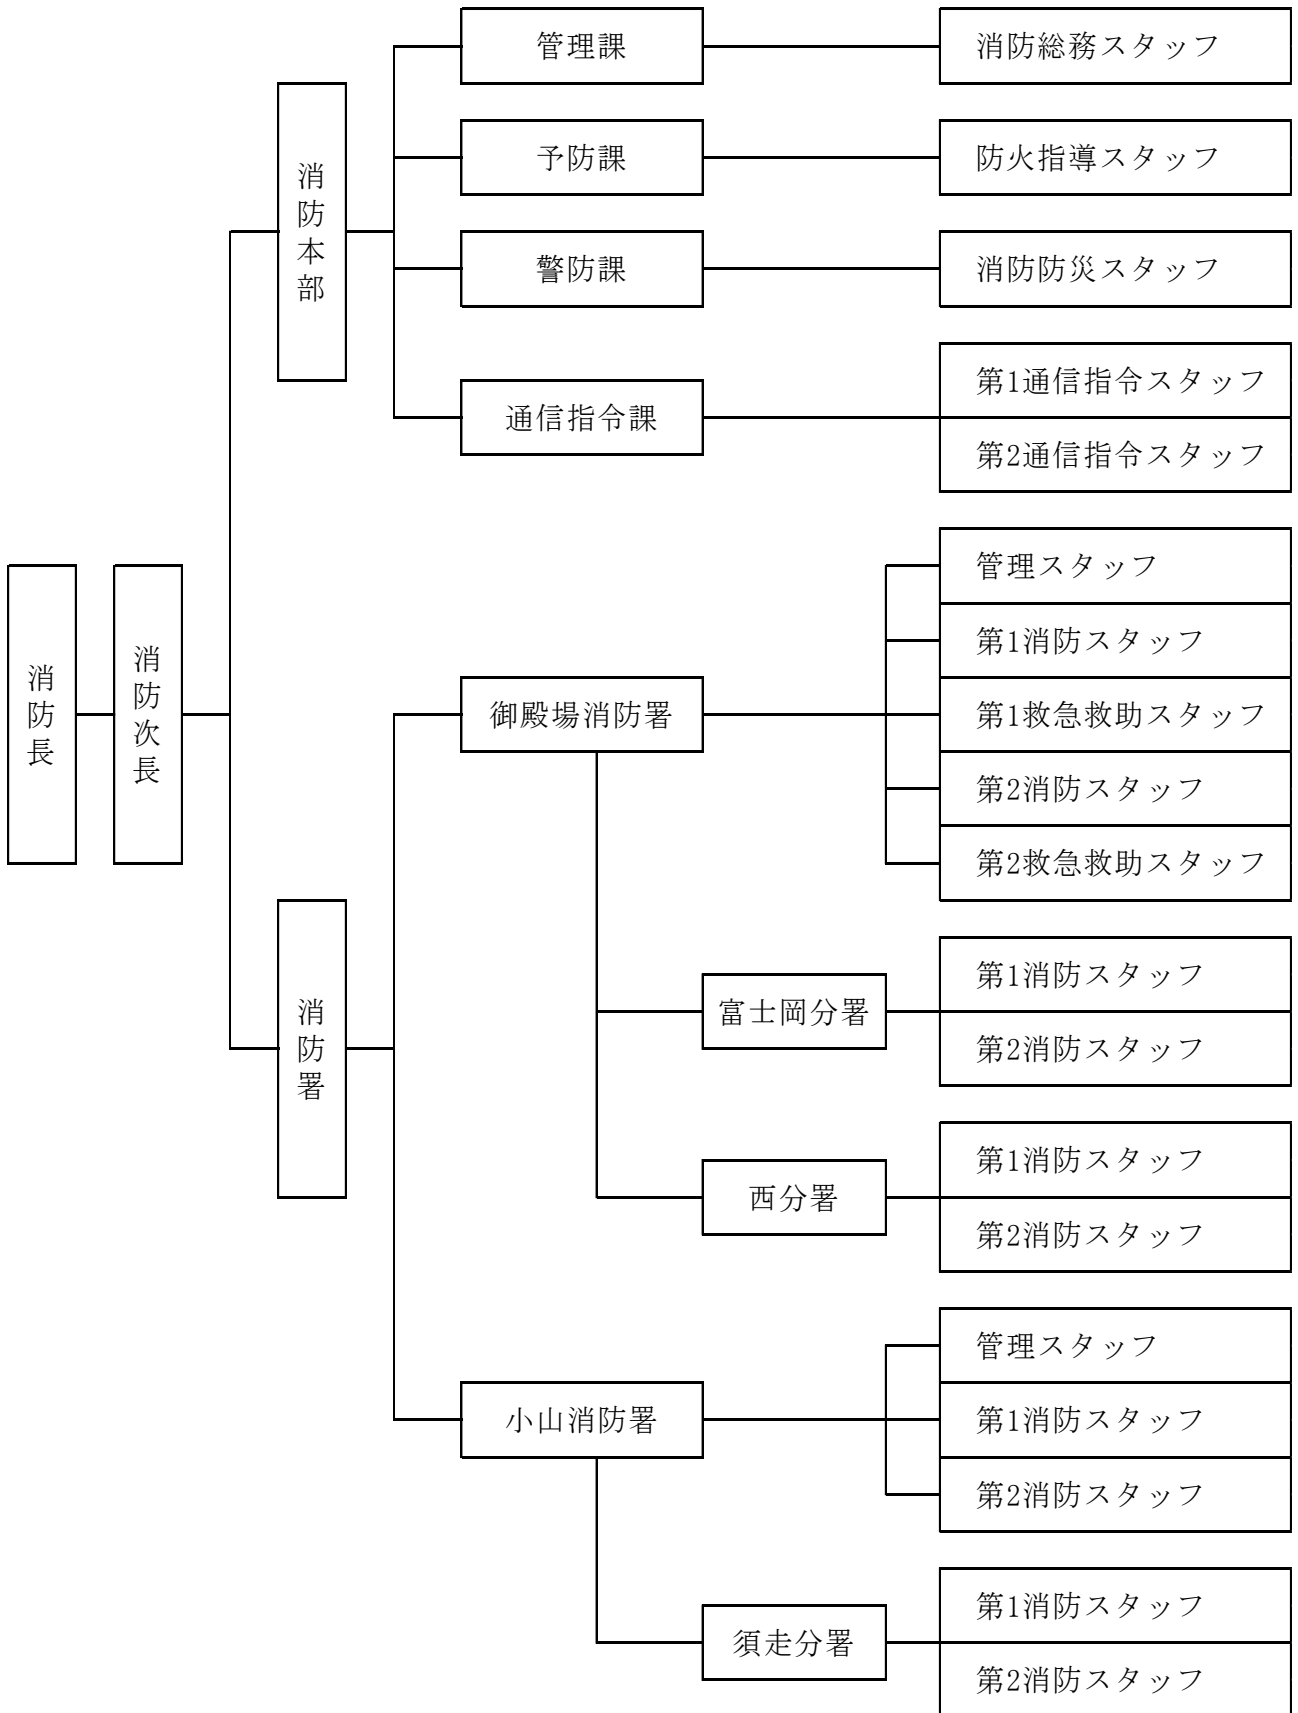 消防長
消防次長
消防本部
管理課
消防総務スタッフ
予防課
防火指導スタッフ
警防課
消防防災スタッフ
通信指令課
第1通信指令スタッフ
第2通信指令スタッフ
消防署
御殿場消防署
管理スタッフ
第1消防スタッフ
第1救急救助スタッフ
第2消防スタッフ
第2救急救助スタッフ
富士岡分署
第1消防スタッフ
第2消防スタッフ
西分署
第1消防スタッフ
第2消防スタッフ
小山消防署
管理スタッフ
第1消防スタッフ
第2消防スタッフ
須走分署
第1消防スタッフ
第2消防スタッフ